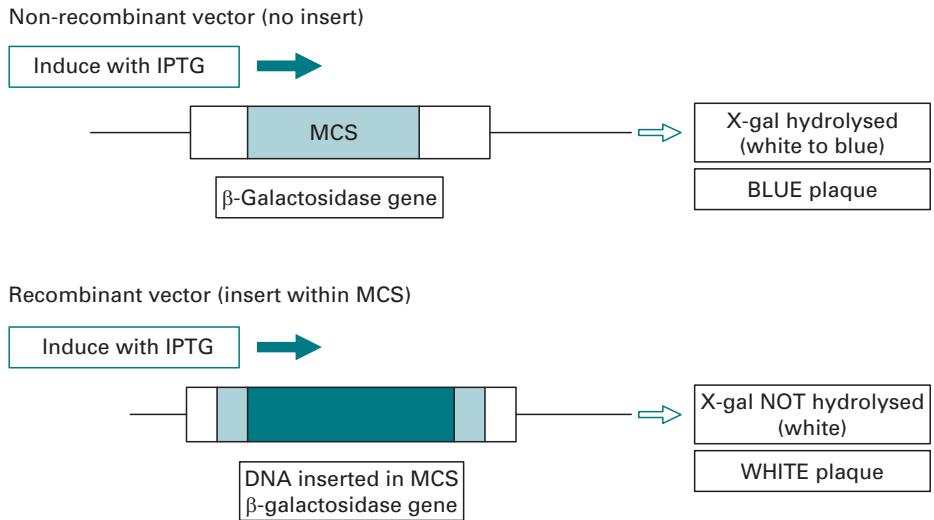 Non-recombinant vector (no insert)
Induce with IPTG
MCS
β-Galactosidase gene
X-gal hydrolysed
(white to blue)
BLUE plaque
Recombinant vector (insert within MCS)
Induce with IPTG
DNA inserted in MCS
β-galactosidase gene
X-gal NOT hydrolysed
(white)
WHITE plaque